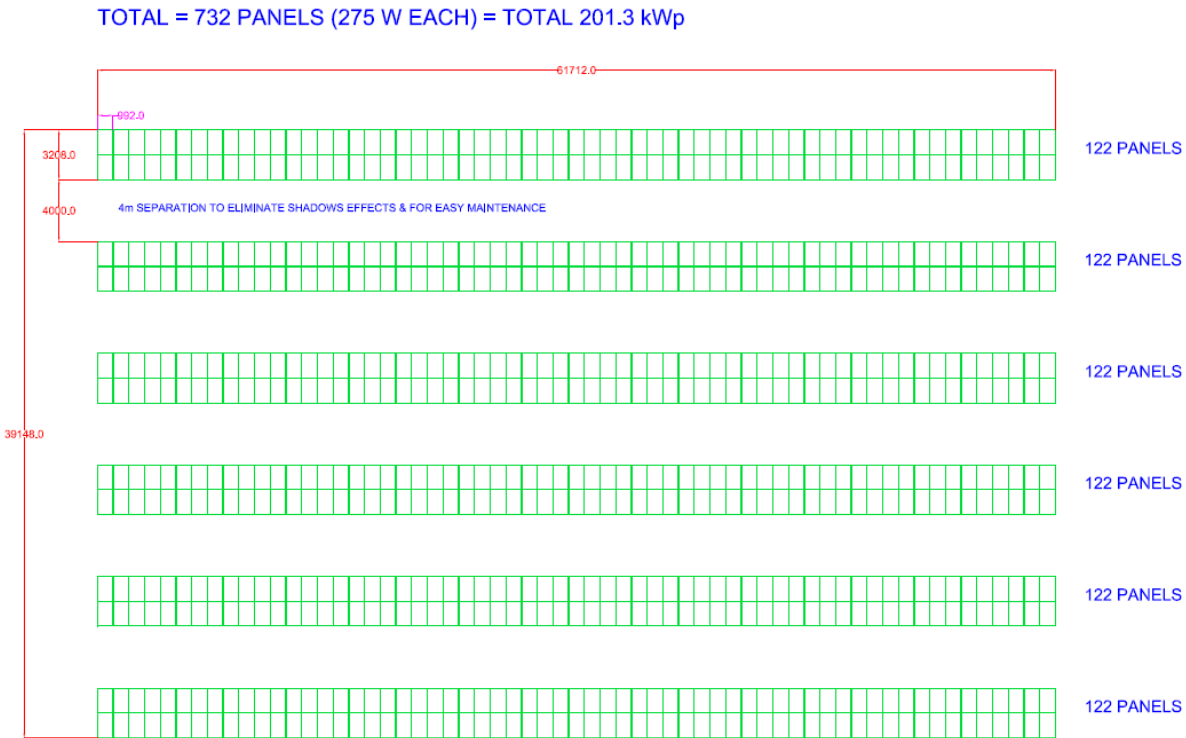 TOTAL = 732 PANELS (275 W EACH) = TOTAL 201.3 kWp
61712.0
992.0
3208.0
122 PANELS
4000.0
4m SEPARATION TO ELIMINATE SHADOWS EFFECTS & FOR EASY MAINTENANCE
122 PANELS
122 PANELS
39148.0
122 PANELS
122 PANELS
122 PANELS